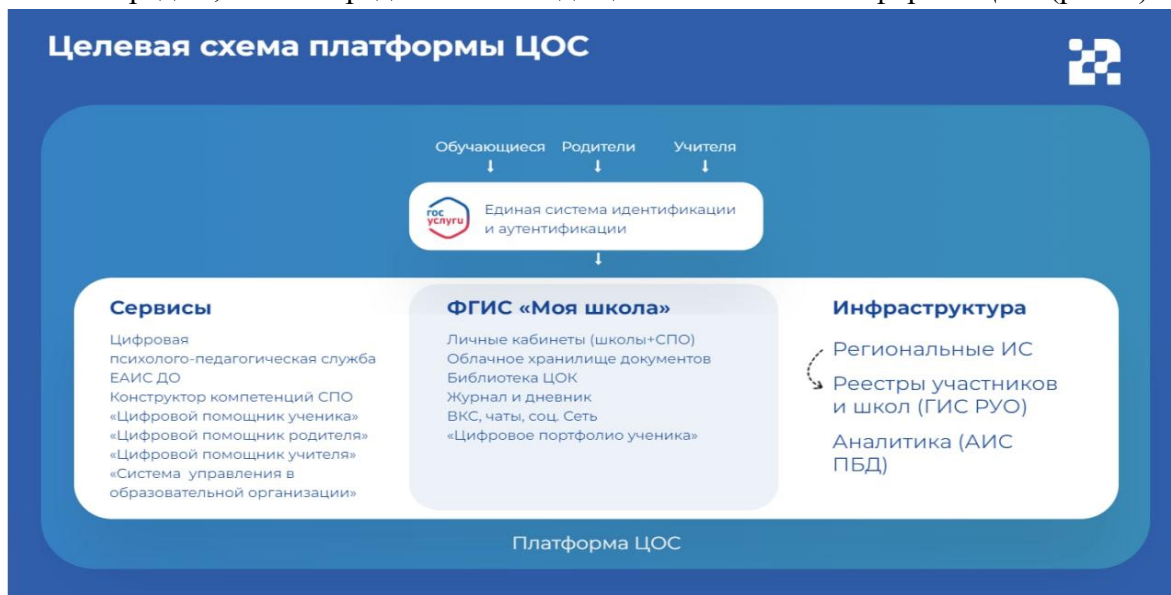 Целевая схема платформы ЦОС
Обучающиеся Родители Учителя
гос
услуги
Единая система идентификации
и аутентификации
Сервисы
Цифровая
психолого-педагогическая служба
ЕАИС ДО
Конструктор компетенций СПО
«Цифровой помощник ученика»
«Цифровой помощник родителя»
«Цифровой помощник учителя»
«Система управления в
образовательной организации»
ФГИС «Моя школа»
Личные кабинеты (школы+СПО)
Облачное хранилище документов
Библиотека ЦОК
Журнал и дневник
ВКС, чаты, соц. Сеть
«Цифровое портфолио ученика»
Инфраструктура
Региональные ИС
Реестры участников
и школ (ГИС РУО)
Аналитика (АИС
ПБД)
Платформа ЦОС